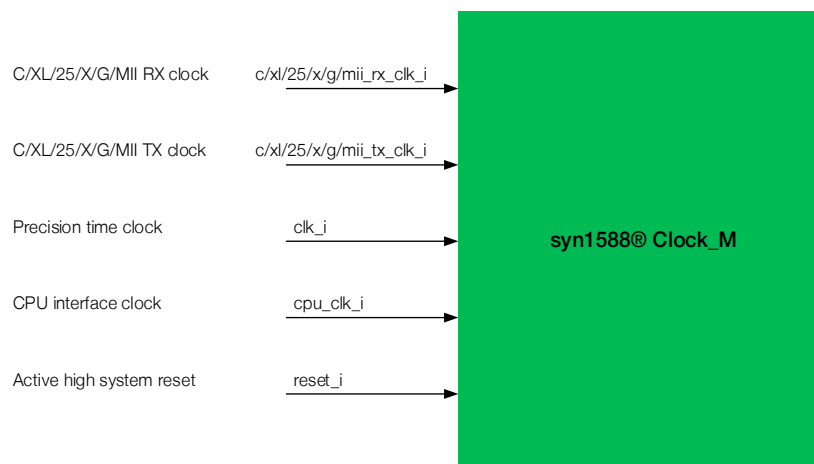 C/XL/25/X/G/MII RX clock c/xl/25/x/g/mii_rx_clk_i
C/XL/25/X/G/MII TX clock c/xl/25/x/g/mii_tx_clk_i
Precision time clock clk_i
syn1588® Clock_M
CPU interface clock cpu_clk_i
Active high system reset reset_i